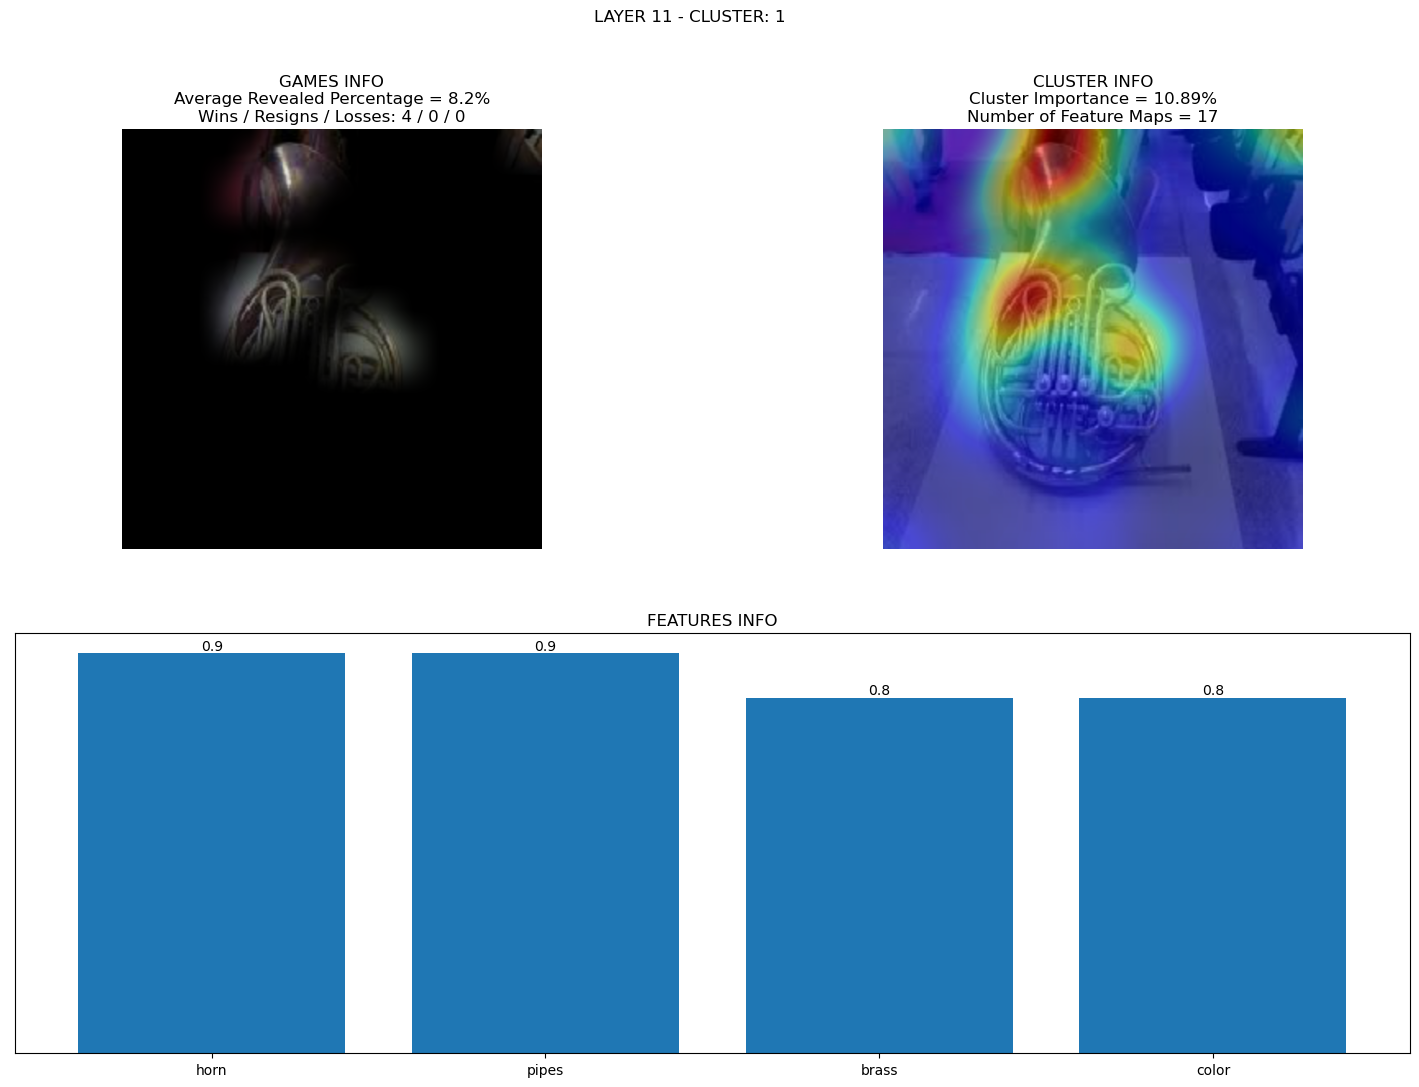 LAYER 11 - CLUSTER: 1
GAMES INFO
Average Revealed Percentage = 8.2%
Wins / Resigns / Losses: 4 / 0 / 0
CLUSTER INFO
Cluster Importance = 10.89%
Number of Feature Maps = 17
FEATURES INFO
0.9
0.9
0.8
0.8
horn
pipes
brass
color